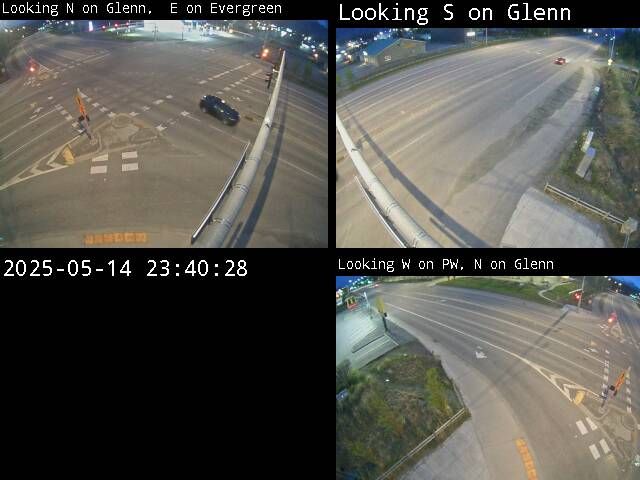 Looking N on Glenn,  E on Evergreen
Looking S on Glenn
2025-05-14 23:40:28
Looking W on PW, N on Glenn